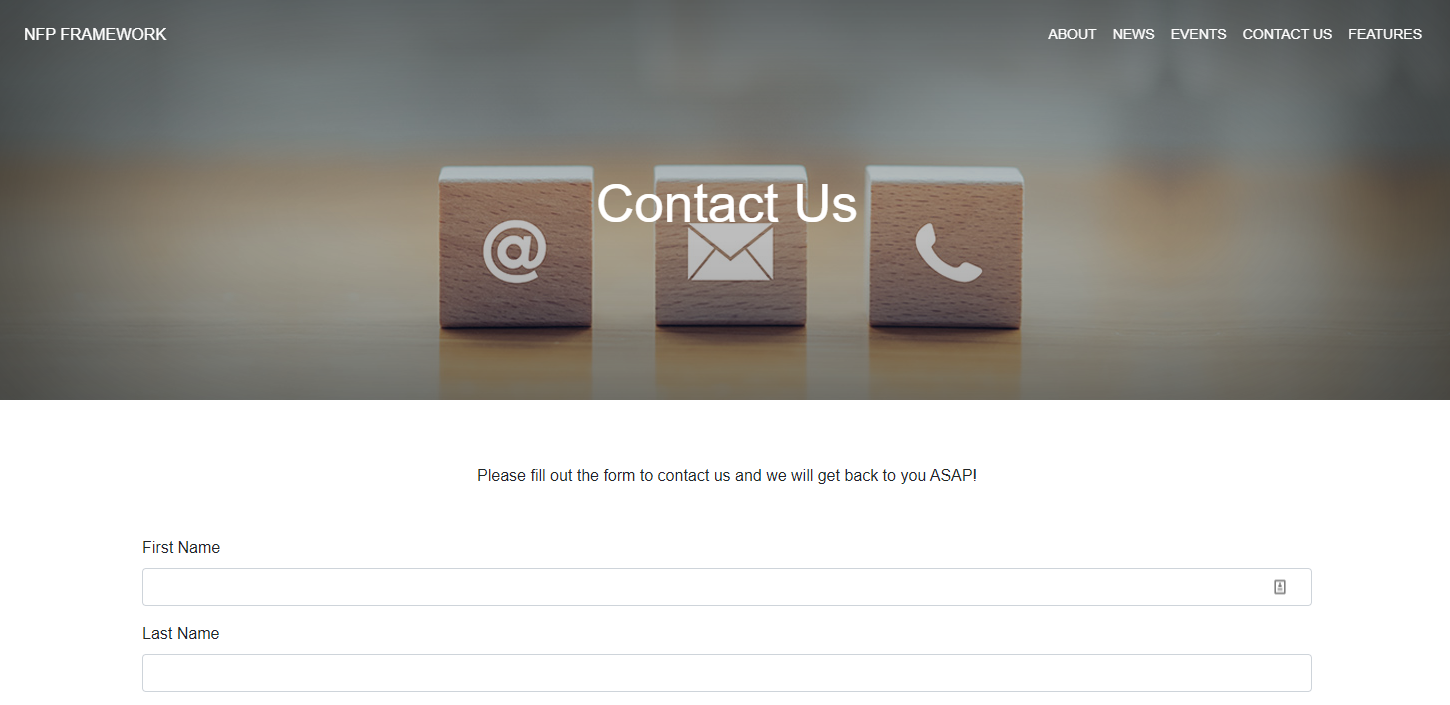 NFP FRAMEWORK
ABOUT NEWS EVENTS CONTACT US FEATURES
Contact Us
@
Please fill out the form to contact us and we will get back to you ASAP!
First Name
Last Name